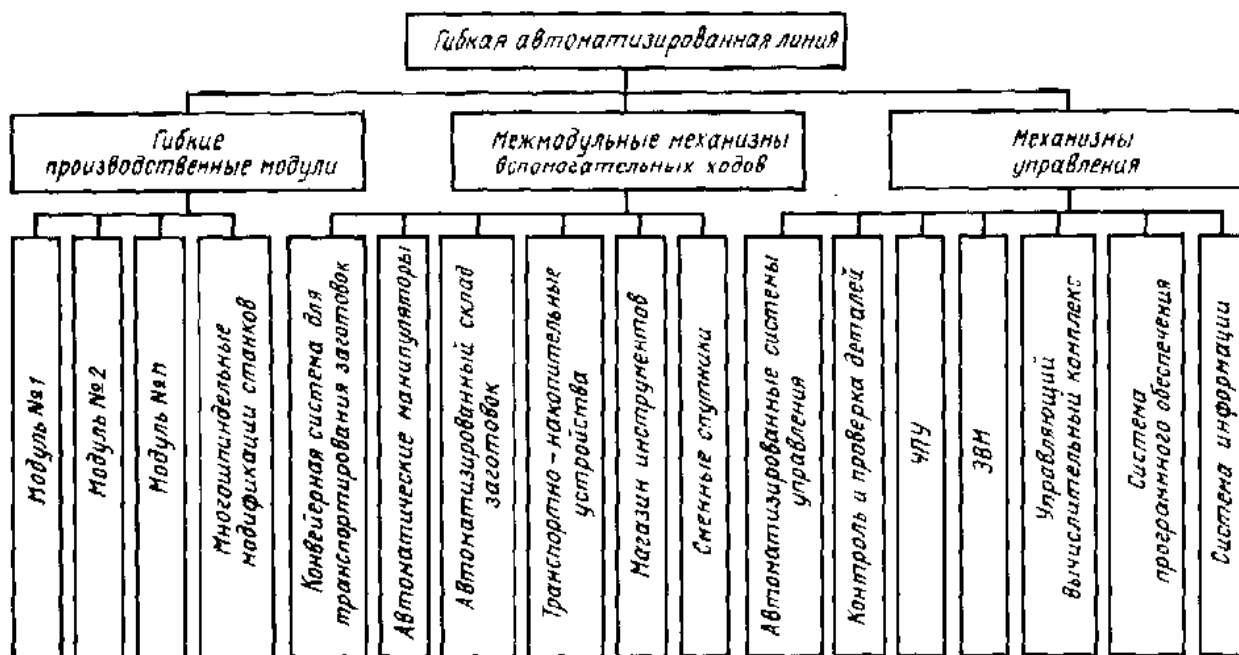 Гибкая автоматизированная линия
Гибкие
производственные модули
Межмодульные механизмы
вспомогательных ходов
Механизмы
управления
Модуль №1
Модуль №2
Модуль №п
Многошпиндельные
модификации станков
Конвейерная система для
транспортирования заготовок
Автоматические манипуляторы
Автоматизированный склад
заготовок
Транспортно-накопительные
устройства
Магазин инструментов
Сменные спутники
Автоматизированные системы
управления
Контроль и проверка деталей
ЧПУ
ЭВМ
Управляющий
вычислительный комплекс
Система
программного обеспечения
Система информации